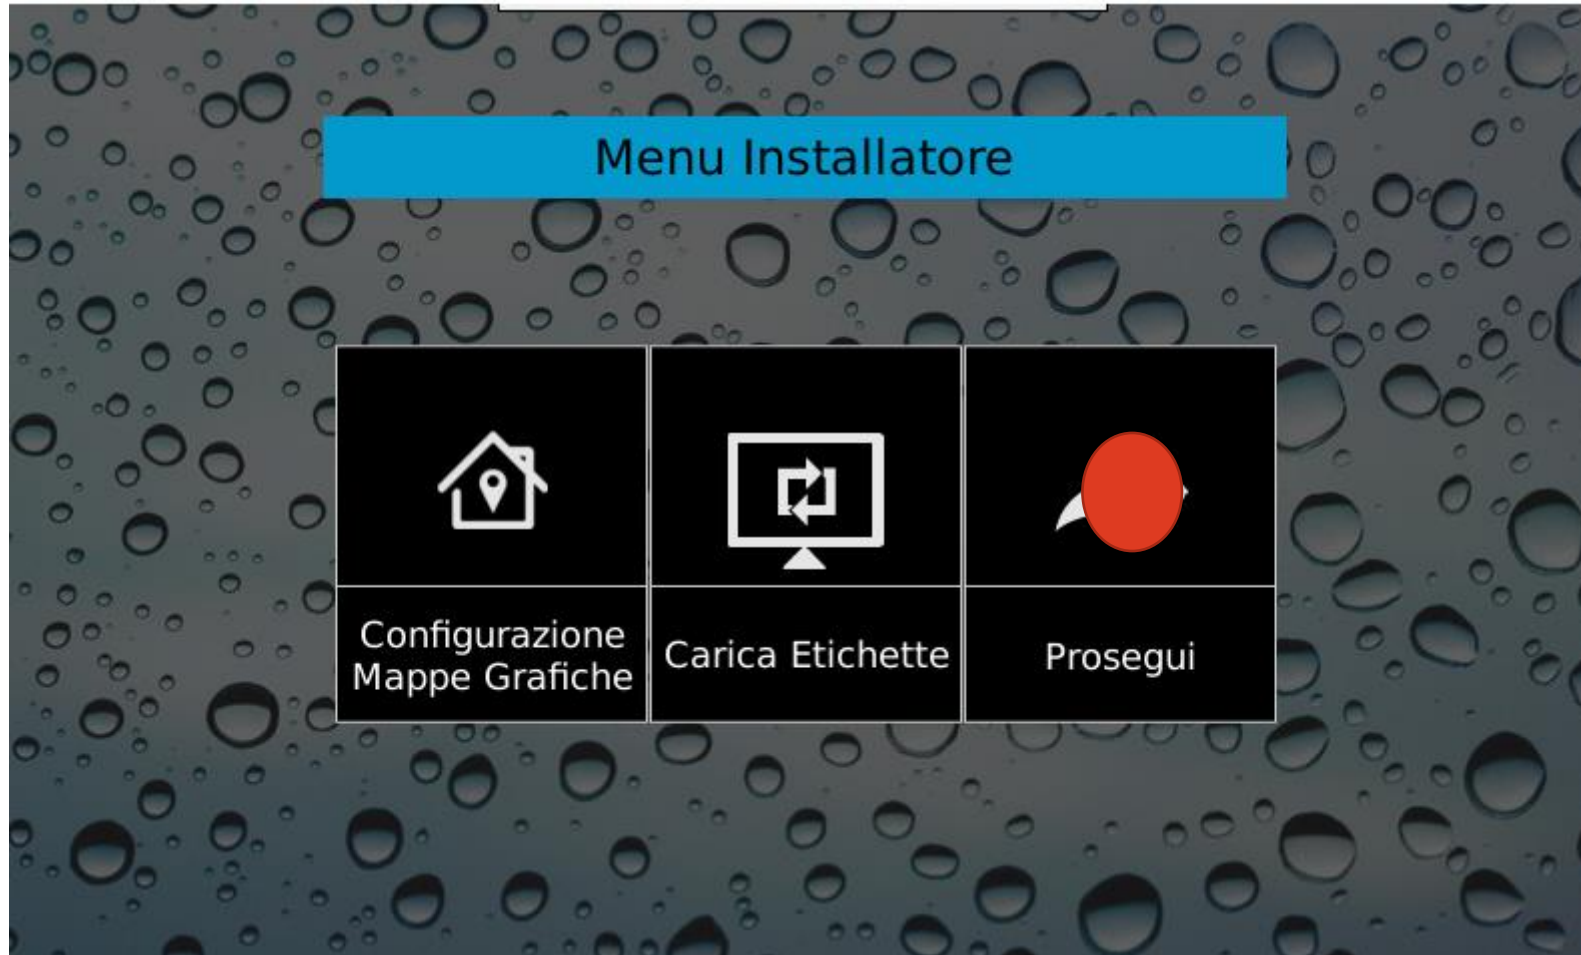 Menu Installatore
Configurazione
Mappe Grafiche
Carica Etichette
Prosegui